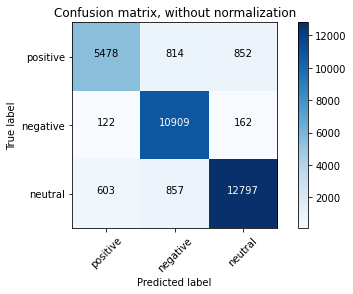 Confusion matrix, without normalization
True label
positive 5478 814 852
negative 122 10909 162
neutral 603 857 12797
positive negative neutral
Predicted label
12000
10000
8000
6000
4000
2000